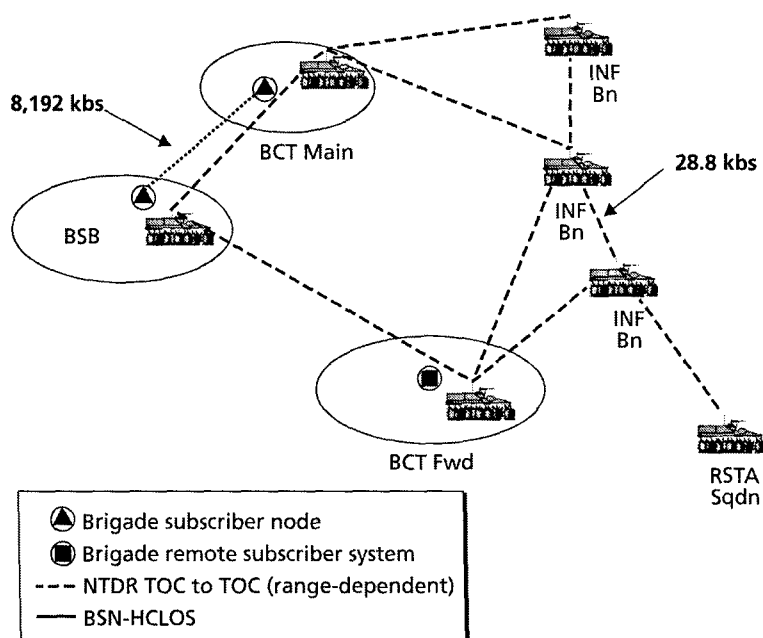 INF
Bn
8,192 kbs
BCT Main
28.8 kbs
INF
Bn
BSB
INF
Bn
BCT Fwd
RSTA
Sqdn
Brigade subscriber node
Brigade remote subscriber system
NTDR TOC to TOC (range-dependent)
BSN-HCLOS